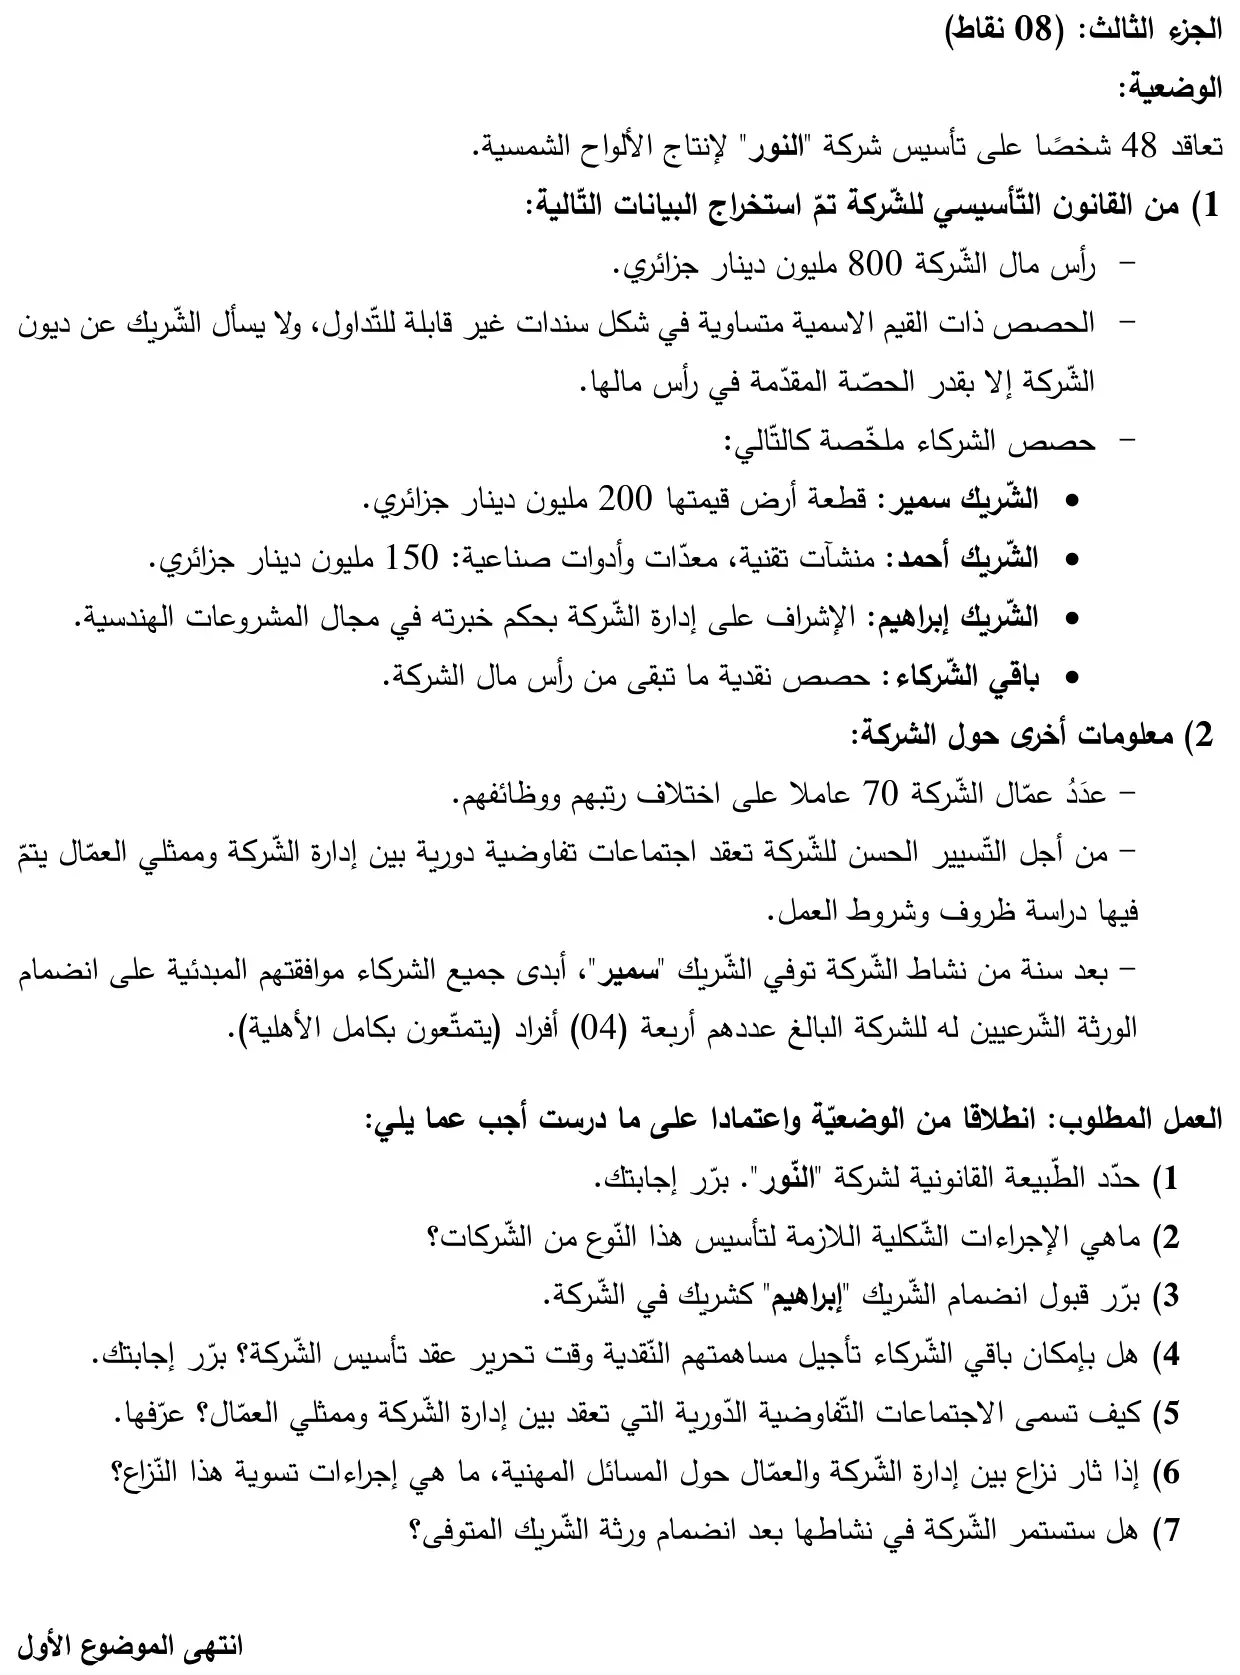 الجزء الثالث: (08 نقاط)
الوضعية:
تعاقد 48 شخصًا على تأسيس شركة "النور" لإنتاج الألواح الشمسية.
1) من القانون التّأسيسي للشّركة تمّ استخراج البيانات التّالية:
– رأس مال الشّركة 800 مليون دينار جزائري.
– الحصص ذات القيم الاسمية متساوية في شكل سندات غير قابلة للتّداول، ولا يسأل الشّريك عن ديون
الشّركة إلا بقدر الحصّة المقدّمة في رأس مالها.
– حصص الشركاء ملخّصة كالتّالي:
• الشّريك سمير: قطعة أرض قيمتها 200 مليون دينار جزائري.
• الشّريك أحمد: منشآت تقنية، معدّات وأدوات صناعية: 150 مليون دينار جزائري.
• الشّريك إبراهيم: الإشراف على إدارة الشّركة بحكم خبرته في مجال المشروعات الهندسية.
• باقي الشّركاء: حصص نقدية ما تبقى من رأس مال الشركة.
2) معلومات أخرى حول الشركة:
– عدَدُ عمّال الشّركة 70 عاملا على اختلاف رتبهم ووظائفهم.
– من أجل التّسيير الحسن للشّركة تعقد اجتماعات تفاوضية دورية بين إدارة الشّركة وممثلي العمّال يتمّ
فيها دراسة ظروف وشروط العمل.
– بعد سنة من نشاط الشّركة توفي الشّريك "سمير"، أبدى جميع الشركاء موافقتهم المبدئية على انضمام
الورثة الشّرعيين له للشركة البالغ عددهم أربعة (04) أفراد (يتمتّعون بكامل الأهلية).
العمل المطلوب: انطلاقا من الوضعيّة واعتمادا على ما درست أجب عما يلي:
1) حدّد الطّبيعة القانونية لشركة "النّور". برّر إجابتك.
2) ماهي الإجراءات الشّكلية اللازمة لتأسيس هذا النّوع من الشّركات؟
3) برّر قبول انضمام الشّريك "إبراهيم" كشريك في الشّركة.
4) هل بإمكان باقي الشّركاء تأجيل مساهمتهم النّقدية وقت تحرير عقد تأسيس الشّركة؟ برّر إجابتك.
5) كيف تسمى الاجتماعات التّفاوضية الدّورية التي تعقد بين إدارة الشّركة وممثلي العمّال؟ عرّفها.
6) إذا ثار نزاع بين إدارة الشّركة والعمّال حول المسائل المهنية، ما هي إجراءات تسوية هذا النّزاع؟
7) هل ستستمر الشّركة في نشاطها بعد انضمام ورثة الشّريك المتوفى؟
انتهى الموضوع الأول